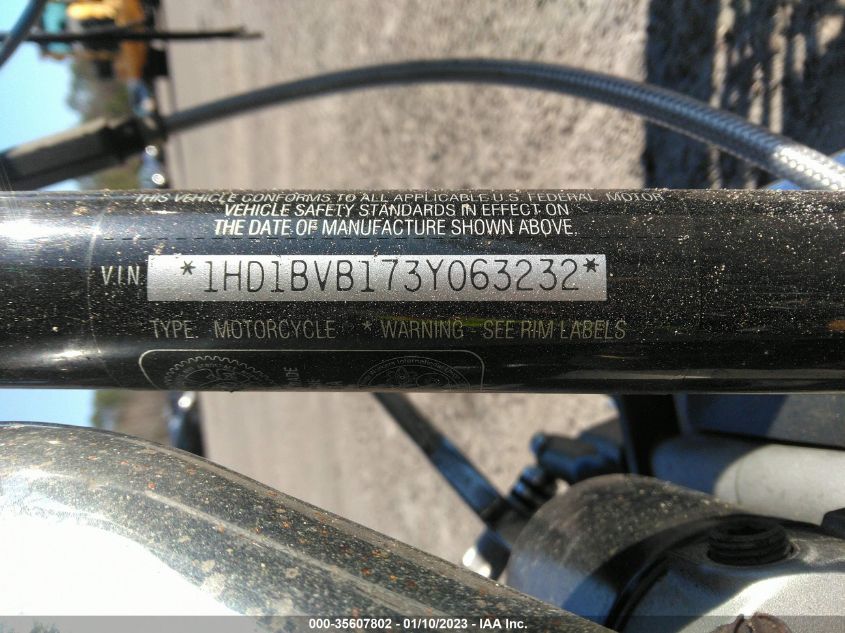 THIS VEHICLE CONFORMS TO ALL APPLICABLE U.S. FEDERAL MOTOR
VEHICLE SAFETY STANDARDS IN EFFECT ON
THE DATE OF MANUFACTURE SHOWN ABOVE.
VIN *1HD1BVB173Y063232*
TYPE. MOTORCYCLE * WARNING - SEE RIM LABELS
000-35607802 - 01/10/2023 - IAA Inc.